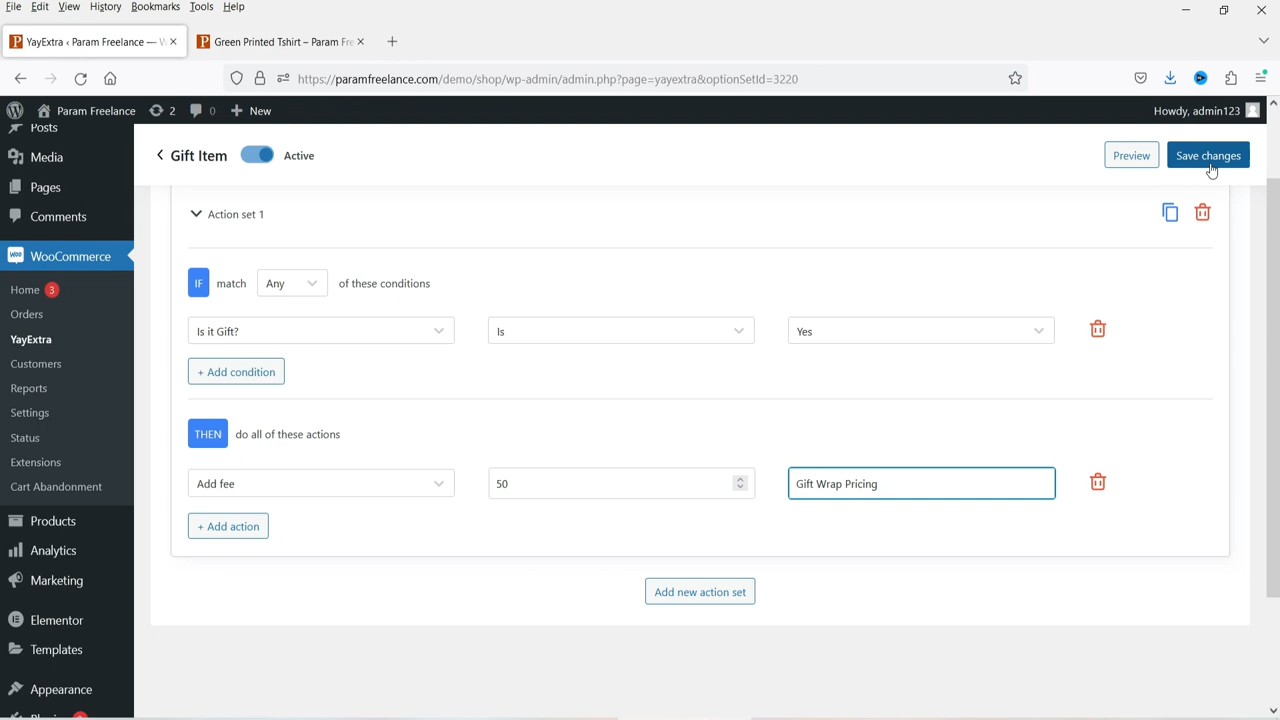 File Edit View History Bookmarks Tools Help
YayExtra ‹ Param Freelance — W
Green Printed Tshirt – Param Fre
https://paramfreelance.com/demo/shop/wp-admin/admin.php?page=yayextra&optionSetId=3220
Param Freelance 2 0 New Howdy, admin123
Posts
Media
Pages
Comments
WooCommerce
Home 3
Orders
YayExtra
Customers
Reports
Settings
Status
Extensions
Cart Abandonment
Products
Analytics
Marketing
Elementor
Templates
Appearance
Gift Item Active Preview Save changes
Action set 1
IF match Any of these conditions
Is it Gift? Is Yes
+ Add condition
THEN do all of these actions
Add fee 50 Gift Wrap Pricing
+ Add action
Add new action set